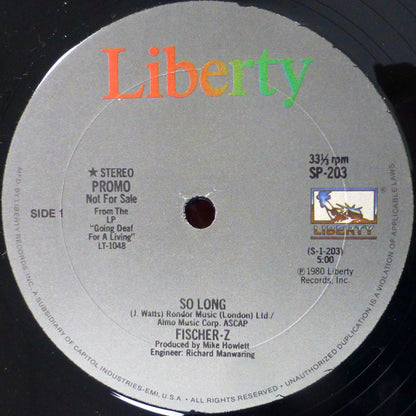 Liberty
★ STEREO
PROMO
Not For Sale
From The
LP
"Going Deaf
For A Living"
LT-1048
SIDE 1
33⅓ rpm
SP-203
®
LIBERTY
(S-1-203)
5:00
℗ 1980 Liberty
Records, Inc.
SO LONG
(J. Watts) Rondor Music (London) Ltd./
Almo Music Corp. ASCAP
FISCHER-Z
Produced by Mike Howlett
Engineer: Richard Manwaring
MF'D. BY LIBERTY RECORDS, INC. A SUBSIDIARY OF CAPITOL INDUSTRIES-EMI, U.S.A. • ALL RIGHTS RESERVED. • UNAUTHORIZED DUPLICATION IS A VIOLATION OF APPLICABLE LAWS.